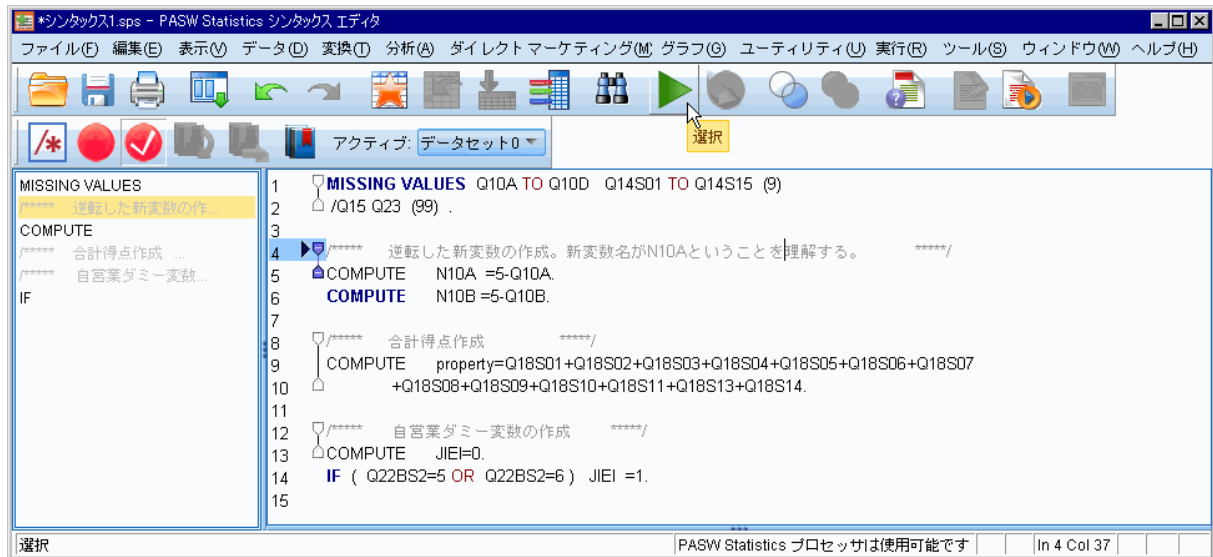 *シンタックス1.sps - PASW Statistics シンタックス エディタ
ファイル(F) 編集(E) 表示(V) データ(D) 変換(T) 分析(A) ダイレクト マーケティング(M) グラフ(G) ユーティリティ(U) 実行(R) ツール(S) ウィンドウ(W) ヘルプ(H)
選択
アクティブ: データセット0
MISSING VALUES
/***** 逆転した新変数の作...
COMPUTE
/***** 合計得点作成 ...
/***** 自営業ダミー変数...
IF
1 MISSING VALUES Q10A TO Q10D Q14S01 TO Q14S15 (9)
2 /Q15 Q23 (99) .
3
4 /***** 逆転した新変数の作成。新変数名がN10Aということを理解する。 *****/
5 COMPUTE N10A =5-Q10A.
6 COMPUTE N10B =5-Q10B.
7
8 /***** 合計得点作成 *****/
9 COMPUTE property=Q18S01+Q18S02+Q18S03+Q18S04+Q18S05+Q18S06+Q18S07
10 +Q18S08+Q18S09+Q18S10+Q18S11+Q18S13+Q18S14.
11
12 /***** 自営業ダミー変数の作成 *****/
13 COMPUTE JIEI=0.
14 IF ( Q22BS2=5 OR Q22BS2=6 ) JIEI =1.
15
選択 PASW Statistics プロセッサは使用可能です In 4 Col 37